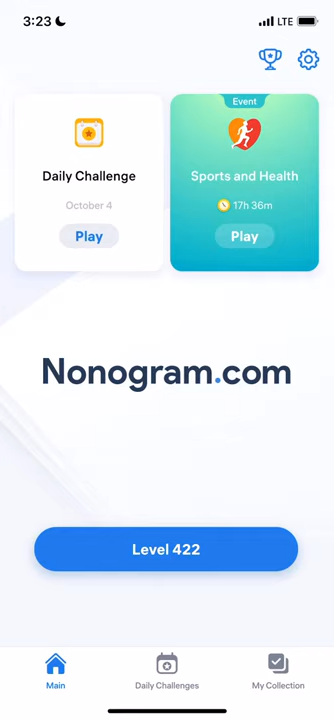 3:23
LTE
Event
Daily Challenge
Sports and Health
October 4
17h 36m
Play
Play
Nonogram.com
Level 422
Main
Daily Challenges
My Collection